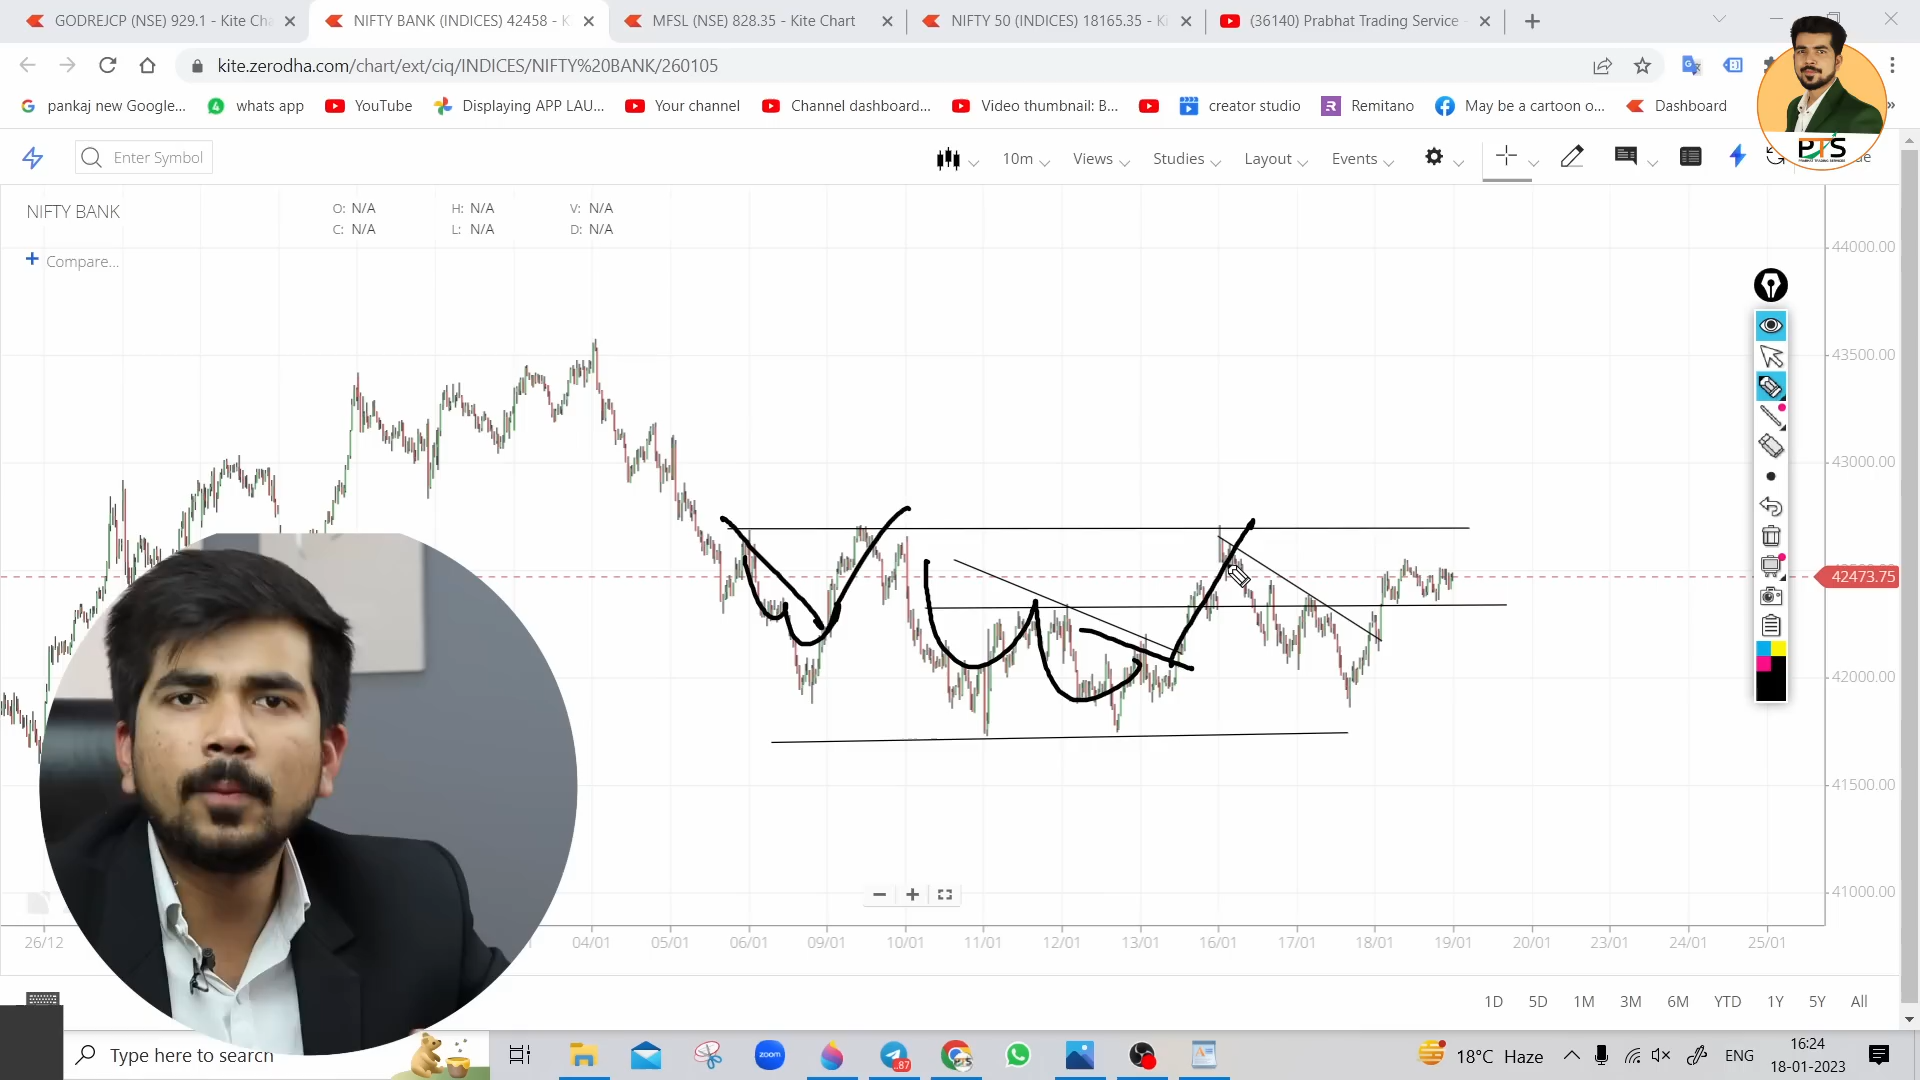 GODREJCP (NSE) 929.1 - Kite Cha
NIFTY BANK (INDICES) 42458 - K
MFSL (NSE) 828.35 - Kite Chart
NIFTY 50 (INDICES) 18165.35 - Ki
(36140) Prabhat Trading Service -
kite.zerodha.com/chart/ext/ciq/INDICES/NIFTY%20BANK/260105
pankaj new Google...
whats app
YouTube
Displaying APP LAU...
Your channel
Channel dashboard...
Video thumbnail: B...
creator studio
Remitano
May be a cartoon o...
Dashboard
PTS
PRABHAT TRADING SERVICES
Enter Symbol
10m
Views
Studies
Layout
Events
NIFTY BANK
O: N/A
H: N/A
V: N/A
C: N/A
L: N/A
D: N/A
Compare...
44000.00
43500.00
43000.00
42473.75
42000.00
41500.00
41000.00
26/12
04/01
05/01
06/01
09/01
10/01
11/01
12/01
13/01
16/01
17/01
18/01
19/01
20/01
23/01
24/01
25/01
1D
5D
1M
3M
6M
YTD
1Y
5Y
All
Type here to search
zoom
87
18°C Haze
ENG
16:24
18-01-2023